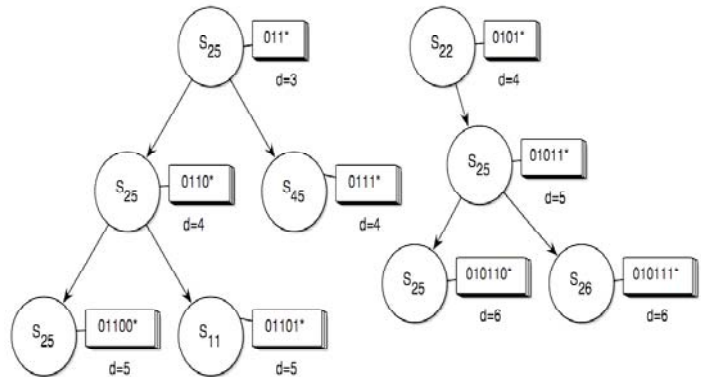 S25 011* S22 0101*
d=3 d=4
S25 0110* S45 0111* S25 01011*
d=4 d=4 d=5
S25 010110* S26 010111*
S25 01100* S11 01101* d=6 d=6
d=5 d=5